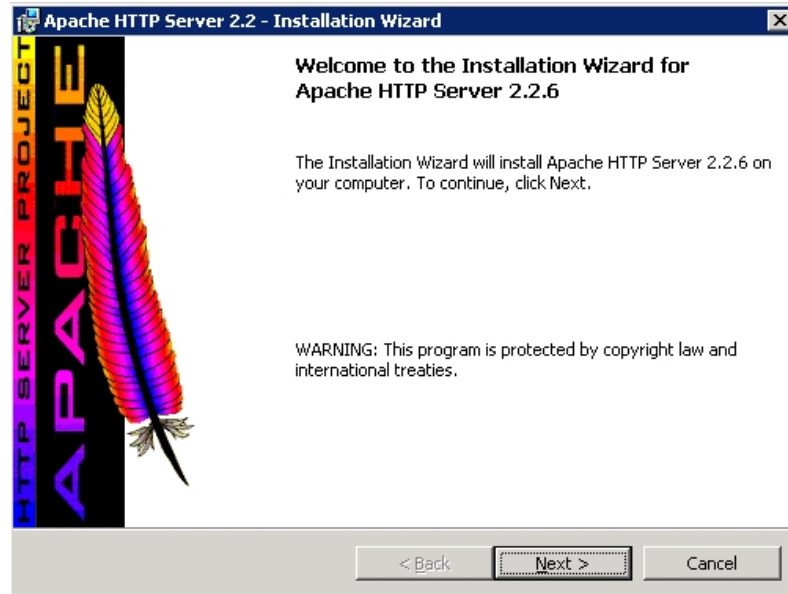 Apache HTTP Server 2.2 - Installation Wizard
HTTP SERVER PROJECT
APACHE
Welcome to the Installation Wizard for
Apache HTTP Server 2.2.6
The Installation Wizard will install Apache HTTP Server 2.2.6 on
your computer. To continue, click Next.
WARNING: This program is protected by copyright law and
international treaties.
< Back
Next >
Cancel